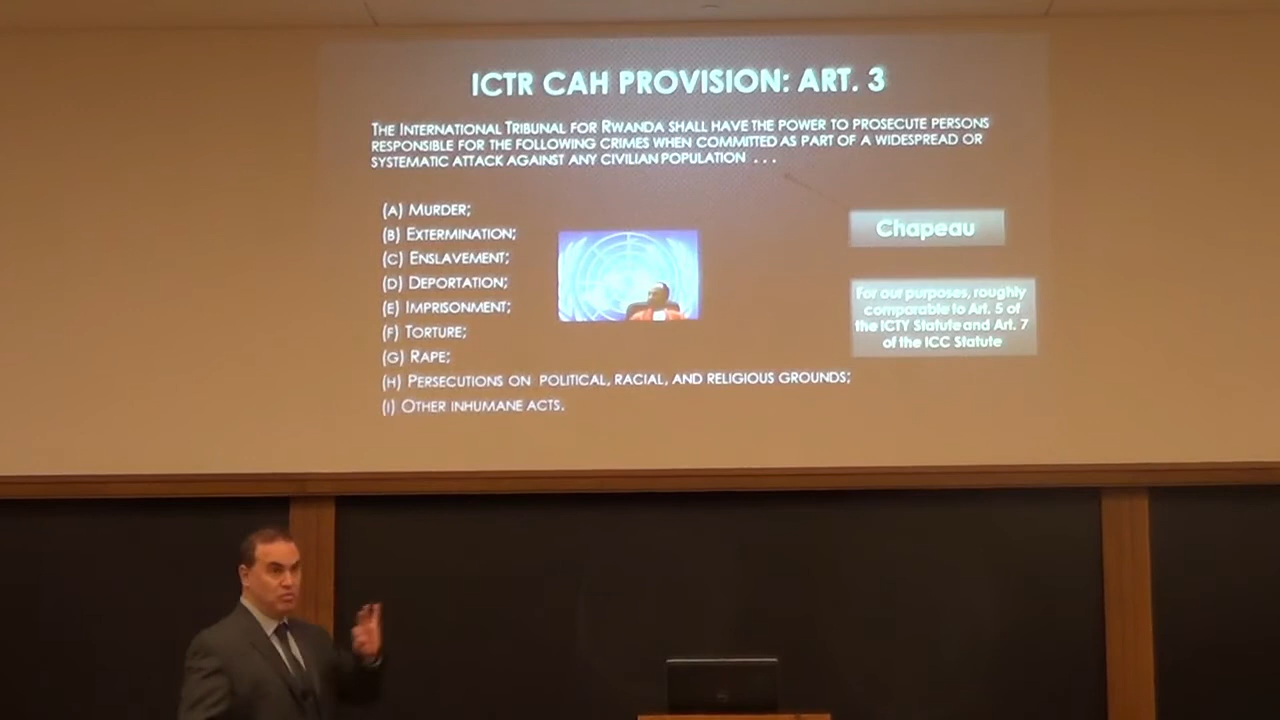 ICTR CAH PROVISION: ART. 3
THE INTERNATIONAL TRIBUNAL FOR RWANDA SHALL HAVE THE POWER TO PROSECUTE PERSONS
RESPONSIBLE FOR THE FOLLOWING CRIMES WHEN COMMITTED AS PART OF A WIDESPREAD OR
SYSTEMATIC ATTACK AGAINST ANY CIVILIAN POPULATION . . .
(A) MURDER;
(B) EXTERMINATION;
(C) ENSLAVEMENT;
(D) DEPORTATION;
(E) IMPRISONMENT;
(F) TORTURE;
(G) RAPE;
(H) PERSECUTIONS ON POLITICAL, RACIAL, AND RELIGIOUS GROUNDS;
(I) OTHER INHUMANE ACTS.
Chapeau
For our purposes, roughly
comparable to Art. 5 of
the ICTY Statute and Art. 7
of the ICC Statute